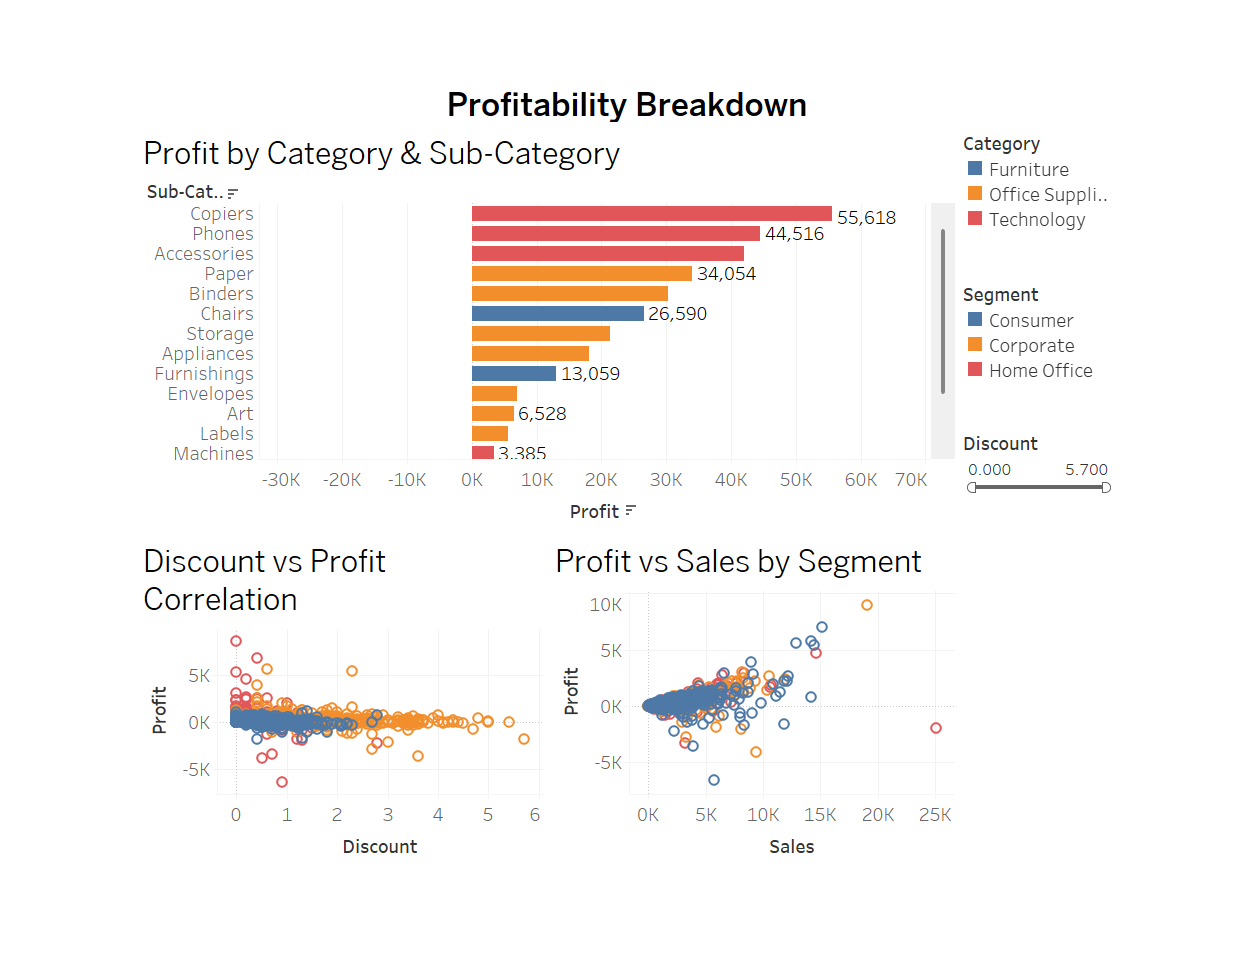 Profitability Breakdown
Profit by Category & Sub-Category
Sub-Cat..
Copiers 55,618
Phones 44,516
Accessories
Paper 34,054
Binders
Chairs 26,590
Storage
Appliances
Furnishings 13,059
Envelopes
Art 6,528
Labels
Machines 3,385
-30K -20K -10K 0K 10K 20K 30K 40K 50K 60K 70K
Profit
Category
Furniture
Office Suppli..
Technology
Segment
Consumer
Corporate
Home Office
Discount
0.000 5.700
Discount vs Profit
Correlation
Profit
5K
0K
-5K
0 1 2 3 4 5 6
Discount
Profit vs Sales by Segment
Profit
10K
5K
0K
-5K
0K 5K 10K 15K 20K 25K
Sales